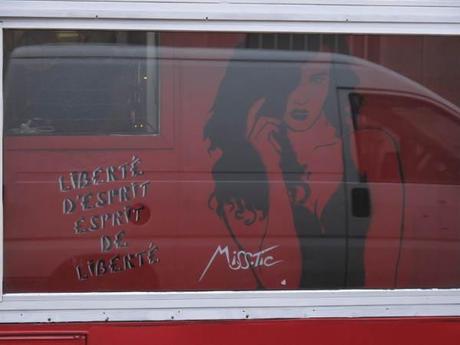 LIBERTÉ
D'ESPRIT
ESPRIT
DE
LIBERTÉ
Miss.Tic